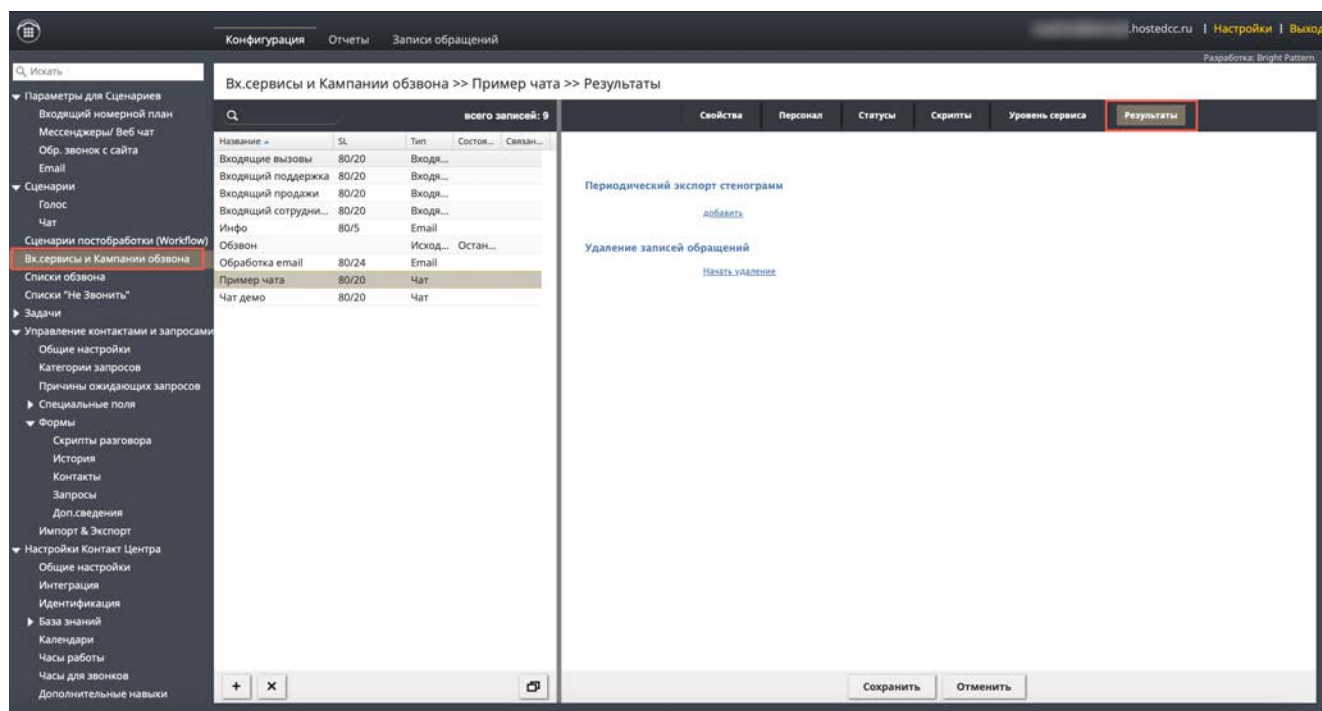 .hostedcc.ru | Настройки | Выход
Конфигурация Отчеты Записи обращений
Разработка: Bright Pattern
Искать
Вх.сервисы и Кампании обзвона >> Пример чата >> Результаты
Параметры для Сценариев
Входящий номерной план
Мессенджеры/ Веб чат
Обр. звонок с сайта
Email
Сценарии
Голос
Чат
Сценарии постобработки (Workflow)
Вх.сервисы и Кампании обзвона
Списки обзвона
Списки "Не Звонить"
Задачи
Управление контактами и запросами
Общие настройки
Категории запросов
Причины ожидающих запросов
Специальные поля
Формы
Скрипты разговора
История
Контакты
Запросы
Доп.сведения
Импорт & Экспорт
Настройки Контакт Центра
Общие настройки
Интеграция
Идентификация
База знаний
Календари
Часы работы
Часы для звонков
Дополнительные навыки
всего записей: 9
Название SL Тип Состоя... Связан...
Входящие вызовы 80/20 Входя...
Входящий поддержка 80/20 Входя...
Входящий продажи 80/20 Входя...
Входящий сотрудни... 80/20 Входя...
Инфо 80/5 Email
Обзвон Исход... Остан...
Обработка email 80/24 Email
Пример чата 80/20 Чат
Чат демо 80/20 Чат
Свойства Персонал Статусы Скрипты Уровень сервиса Результаты
Периодический экспорт стенограмм
добавить
Удаление записей обращений
Начать удаление
Сохранить Отменить